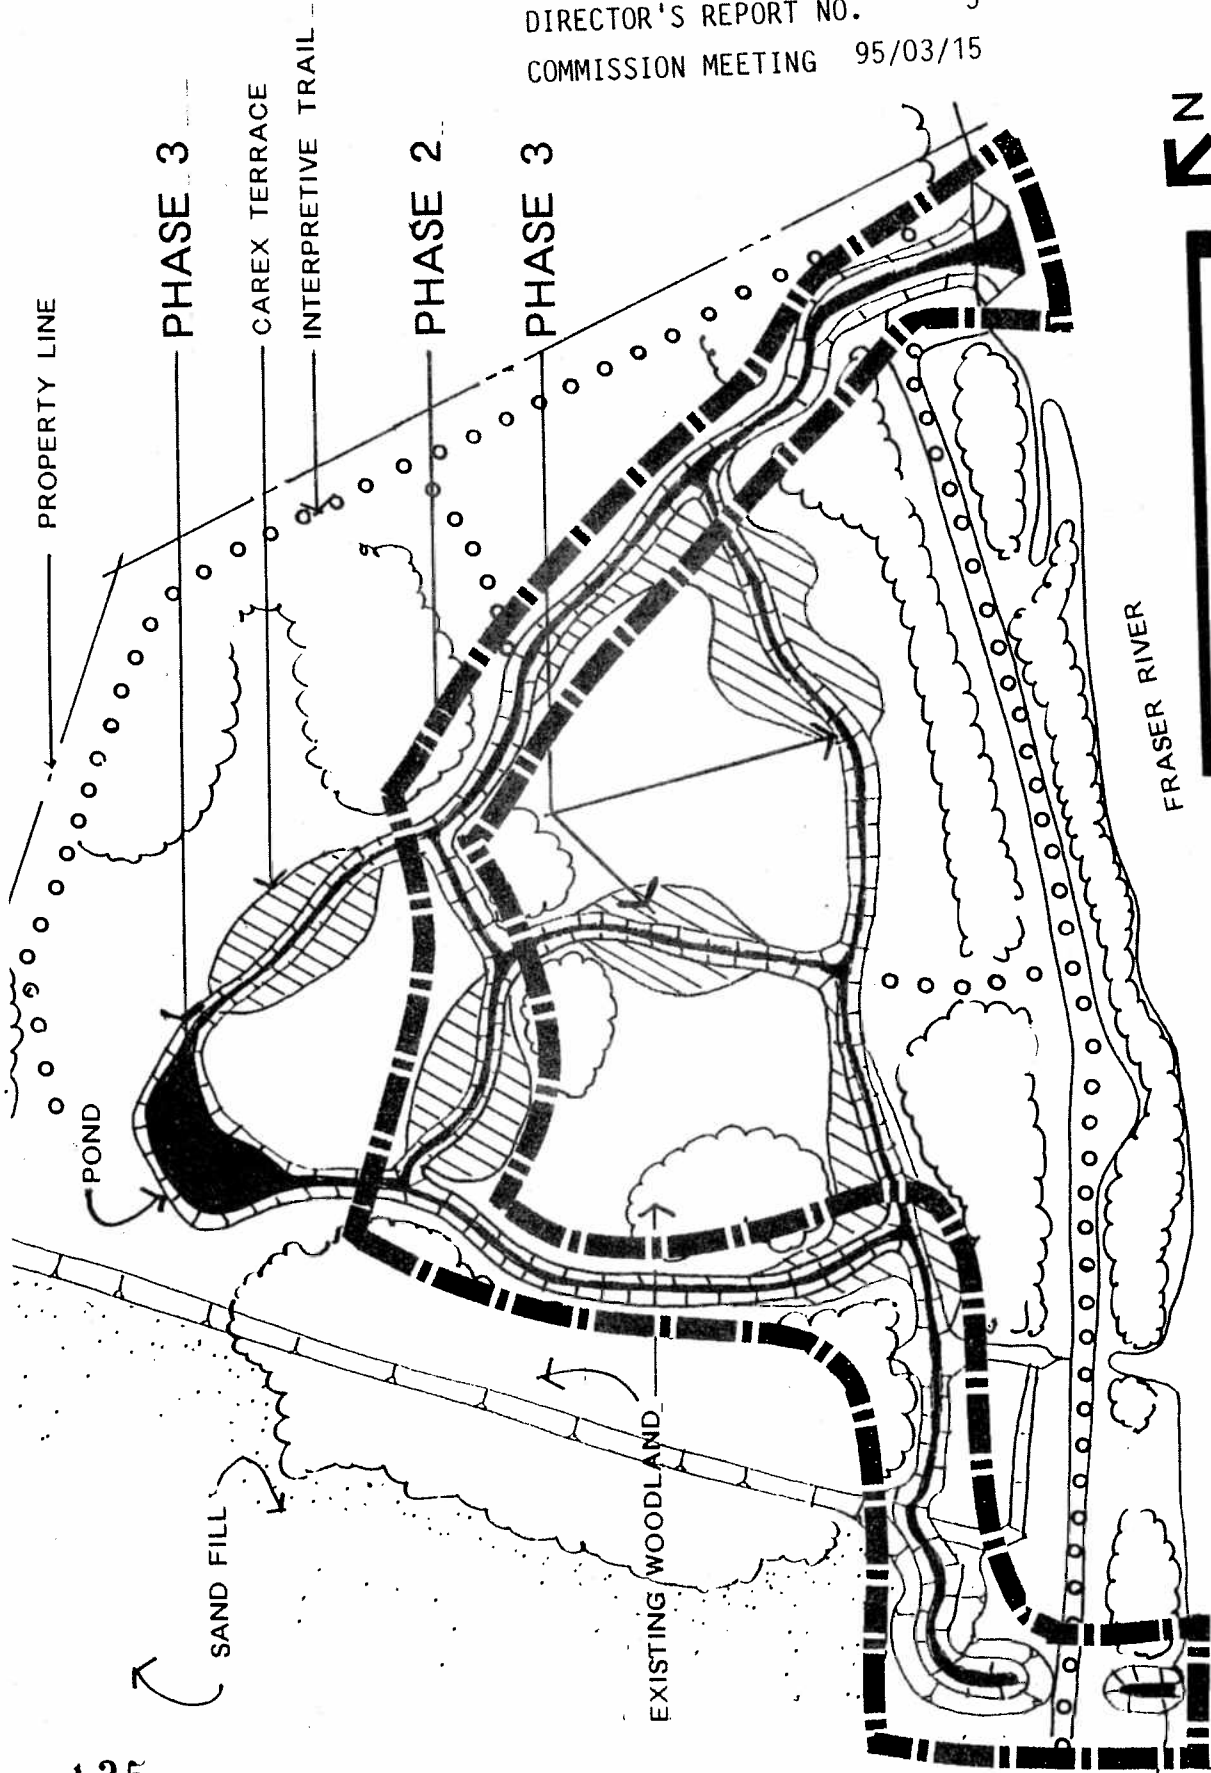 DIRECTOR'S REPORT NO.
COMMISSION MEETING 95/03/15
PROPERTY LINE
PHASE 3
CAREX TERRACE
INTERPRETIVE TRAIL
PHASE 2
PHASE 3
N
POND
SAND FILL
EXISTING WOODLAND
FRASER RIVER